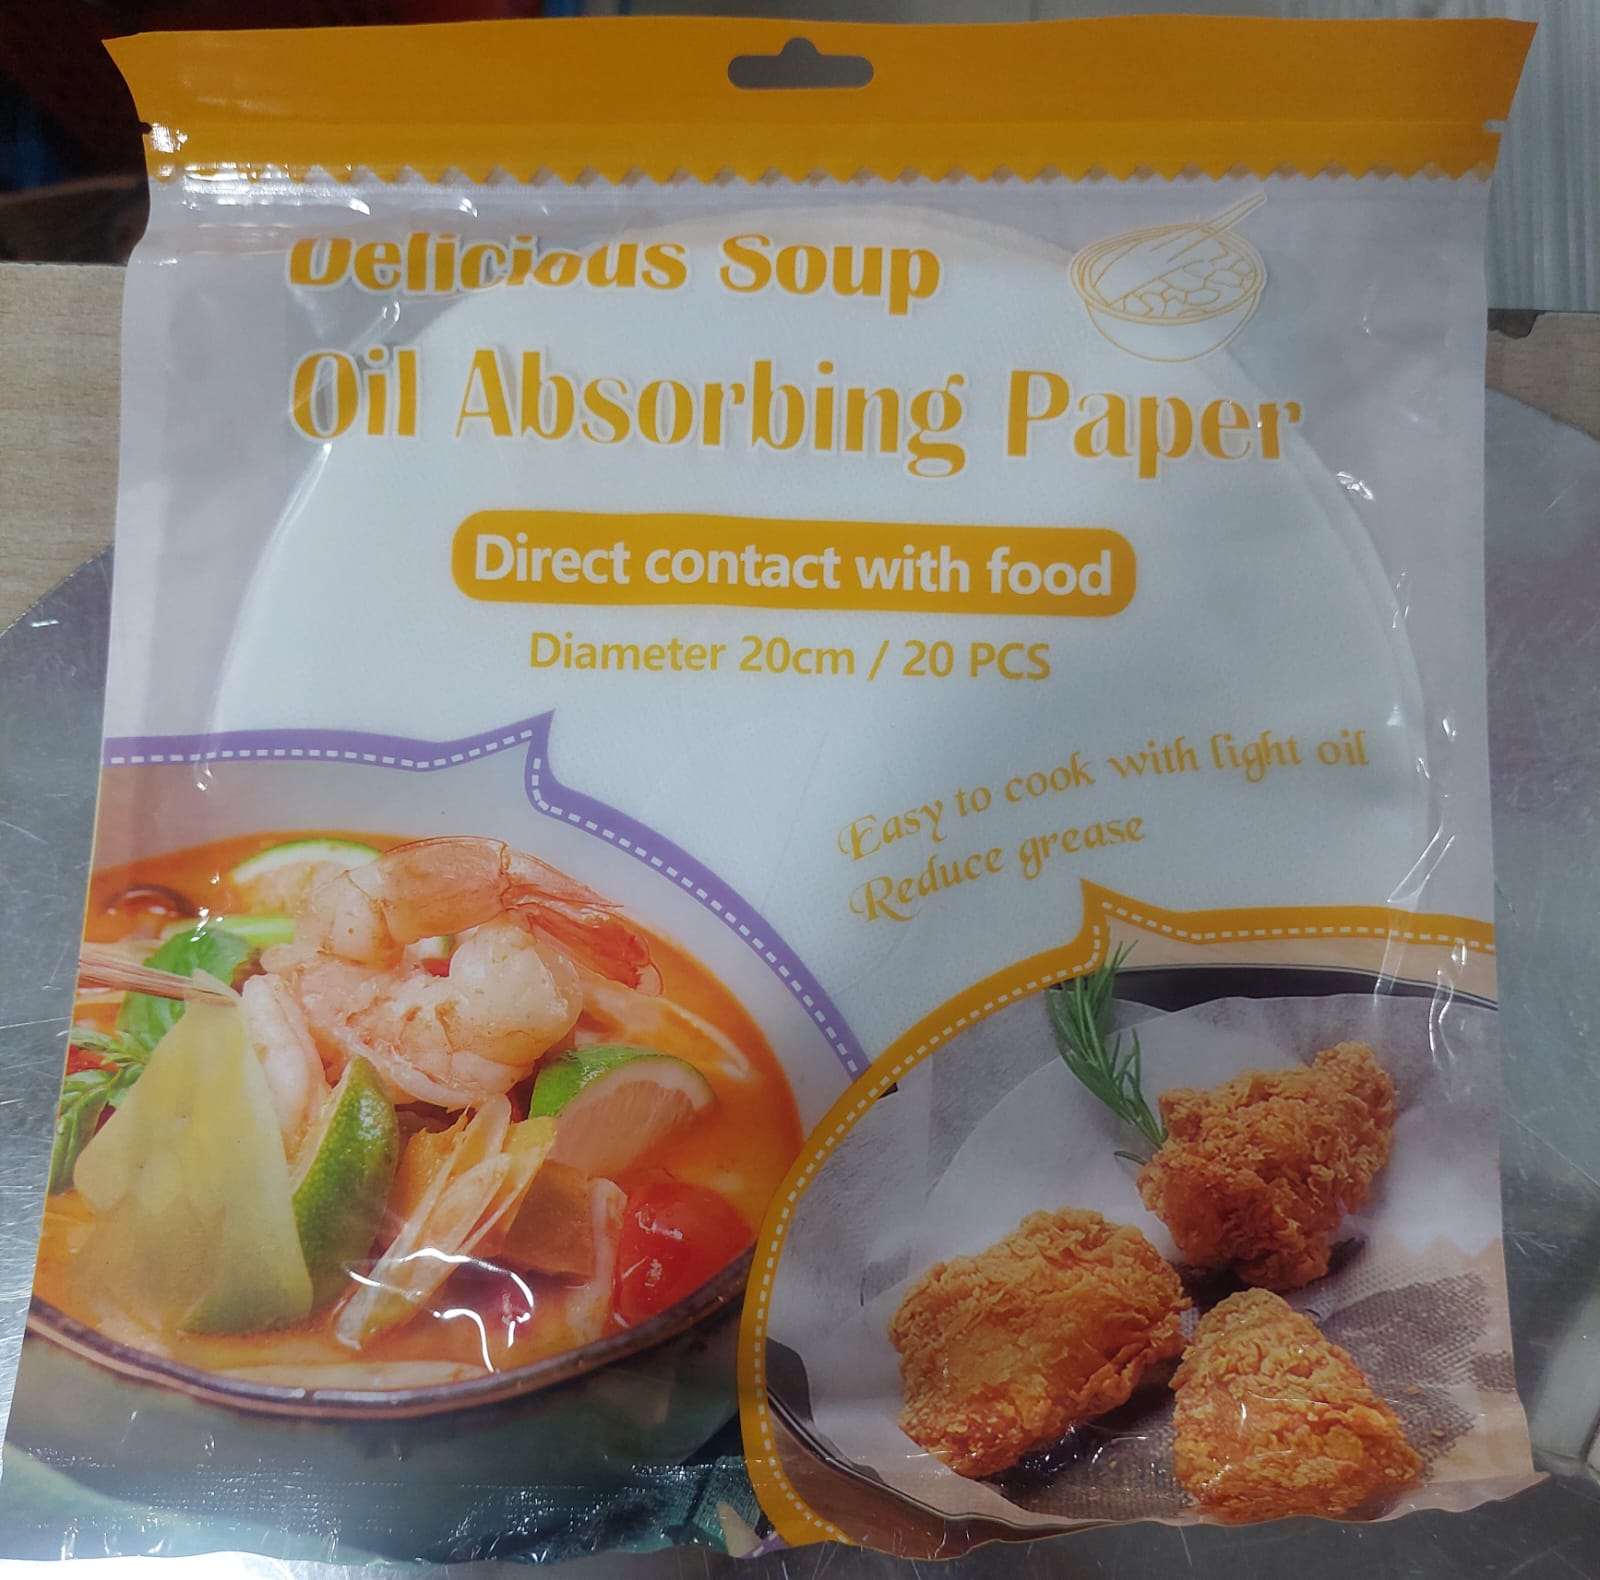 Delicious Soup
Oil Absorbing Paper
Direct contact with food
Diameter 20cm / 20 PCS
Easy to cook with light oil
Reduce grease